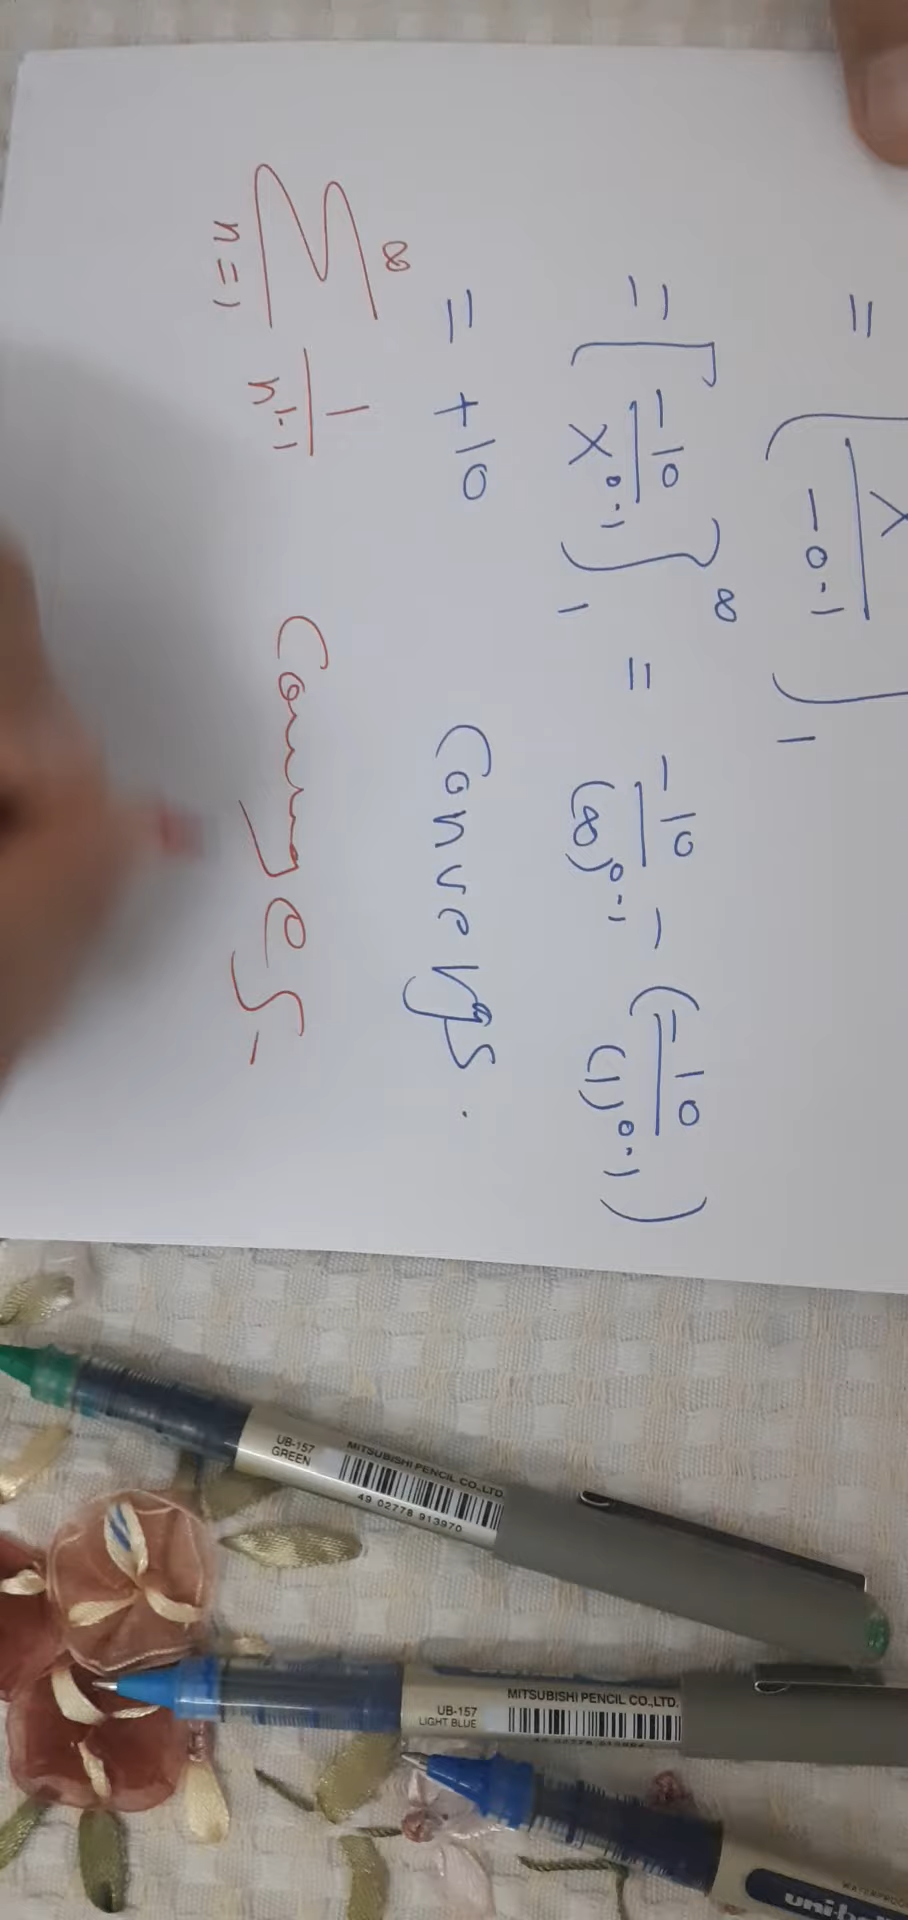 = [ x / -0.1 ] 1
= [ -10 / x^0.1 ]_1^∞ = -10 / (∞)^0.1 - ( -10 / (1)^0.1 )
= +10 Converges.
∑_{n=1}^∞ 1 / n^1.1 Converges.
UB-157 GREEN
MITSUBISHI PENCIL CO.,LTD.
49 02778 913970
UB-157 LIGHT BLUE
MITSUBISHI PENCIL CO.,LTD.